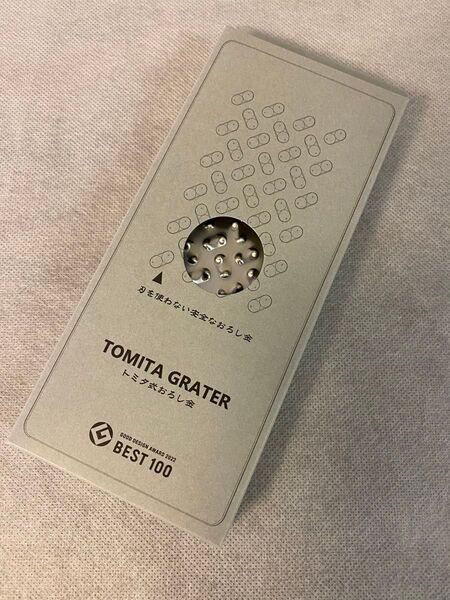 刃を使わない安全なおろし金
TOMITA GRATER
トミタ式おろし金
GOOD DESIGN AWARD 2022
BEST 100